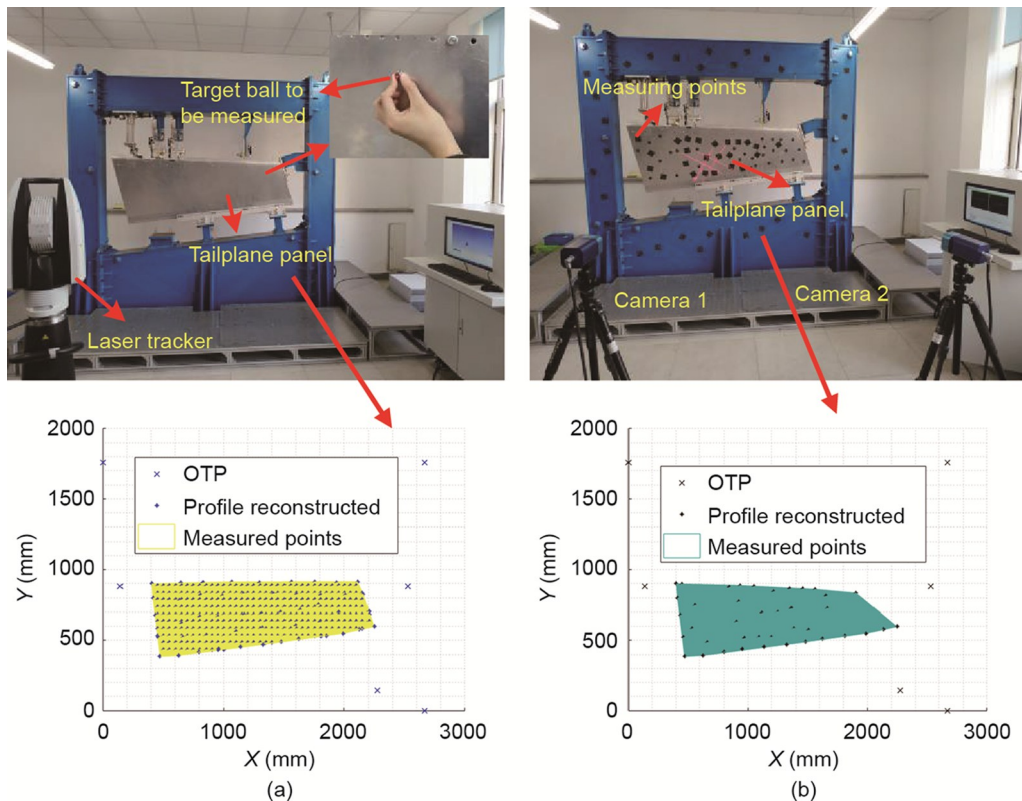 Target ball to
be measured
Tailplane panel
Laser tracker
Measuring points
Tailplane panel
Camera 1
Camera 2
2000
1500
1000
500
0
0
1000
2000
3000
Y (mm)
X (mm)
OTP
Profile reconstructed
Measured points
(a)
2000
1500
1000
500
0
0
1000
2000
3000
Y (mm)
X (mm)
OTP
Profile reconstructed
Measured points
(b)